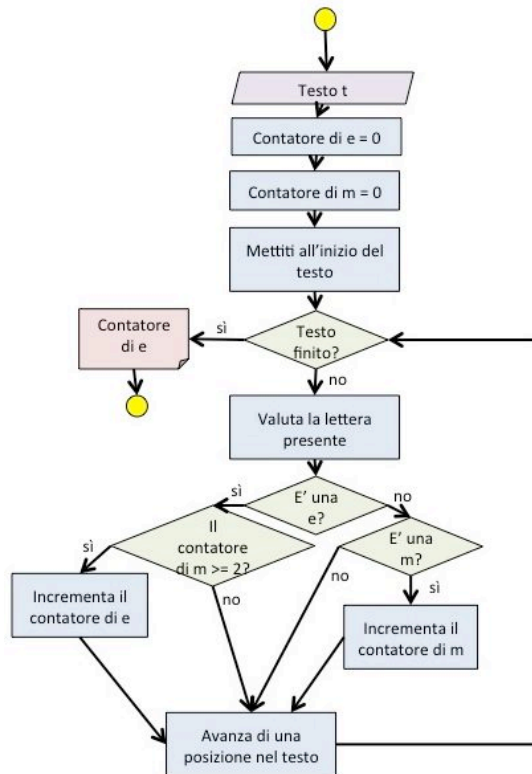 Testo t
Contatore di e = 0
Contatore di m = 0
Mettiti all'inizio del
testo
Testo
finito?
sì
Contatore
di e
no
Valuta la lettera
presente
E' una
e?
sì
no
Il
contatore
di m >= 2?
E' una
m?
sì
no
no
sì
Incrementa il
contatore di e
Incrementa il
contatore di m
Avanza di una
posizione nel testo